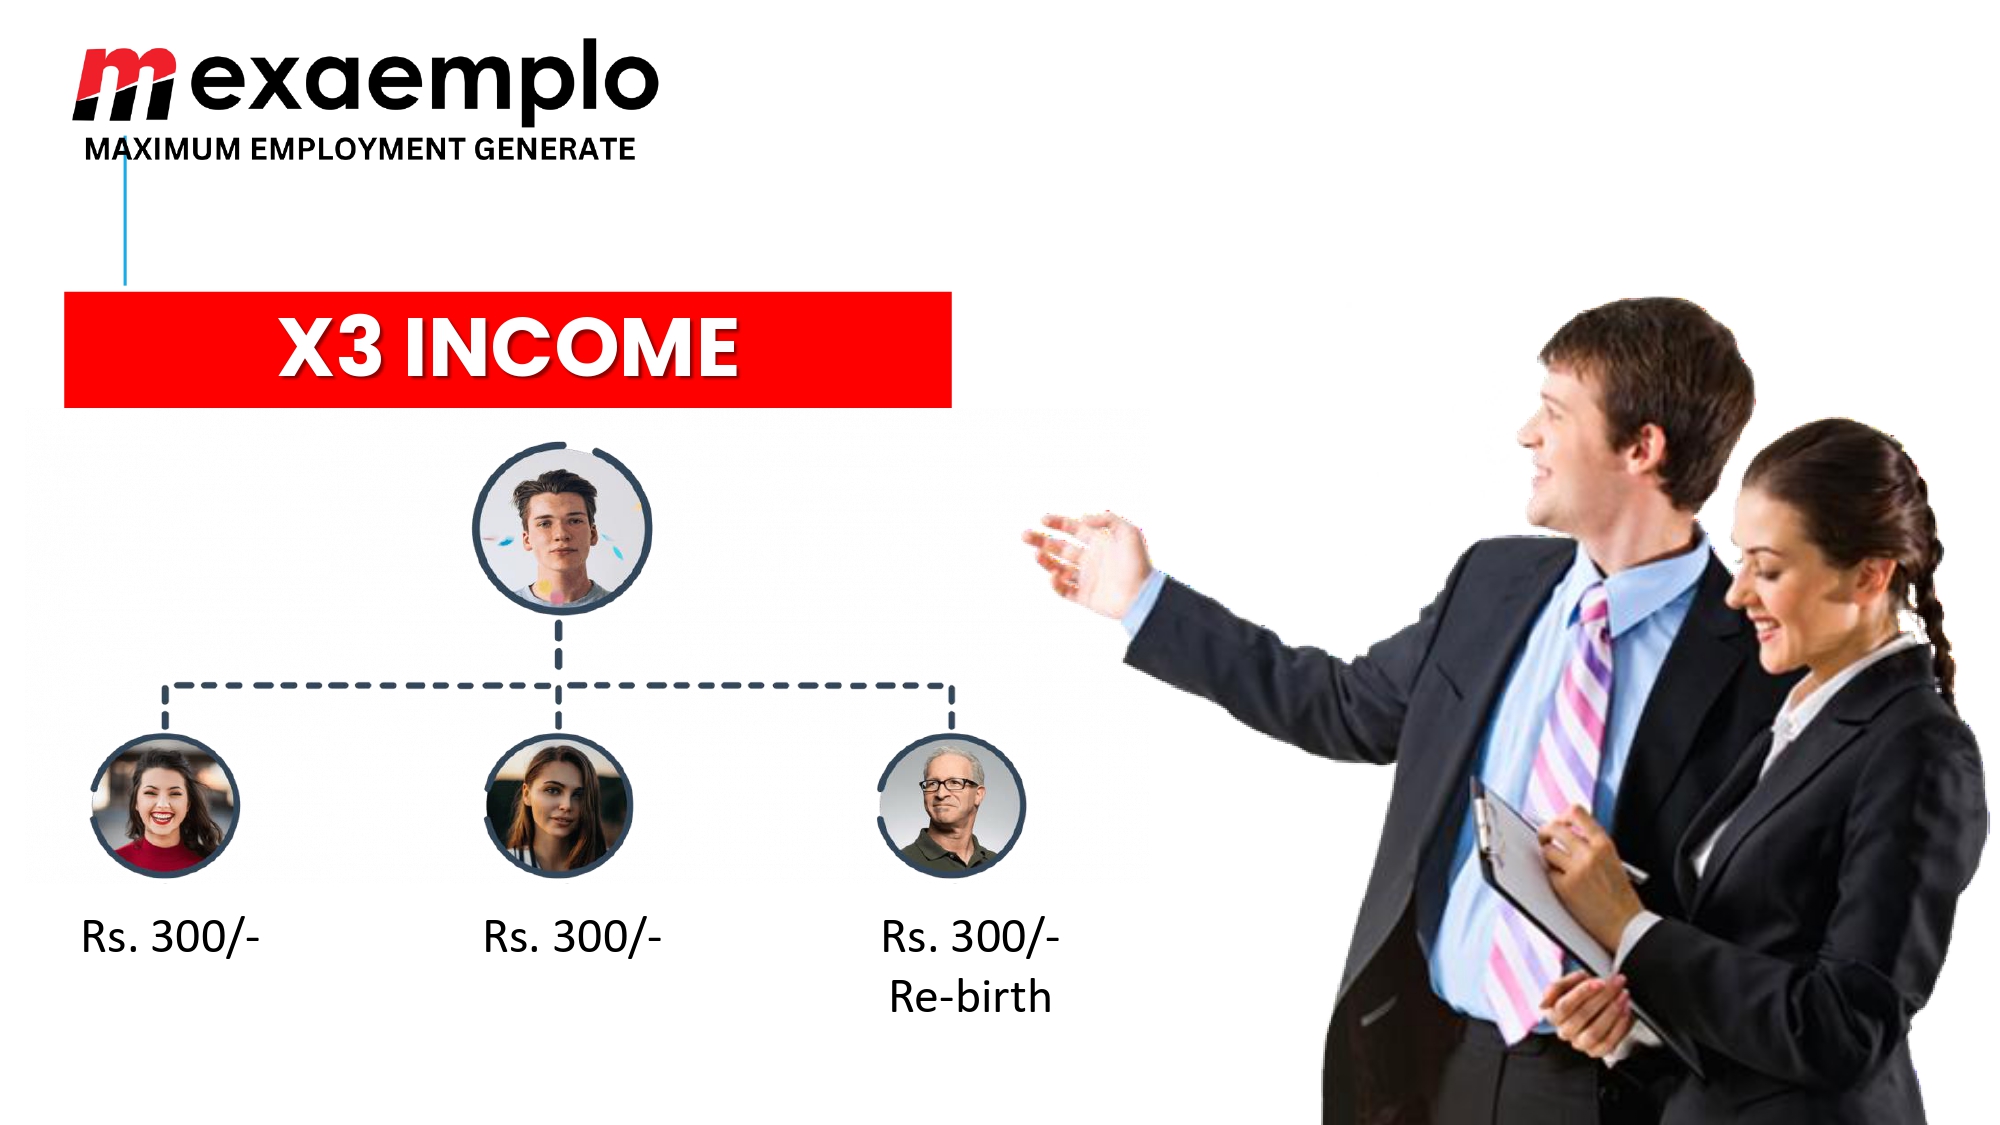 mexaemplo
MAXIMUM EMPLOYMENT GENERATE
X3 INCOME
Rs. 300/- Rs. 300/- Rs. 300/-
Re-birth